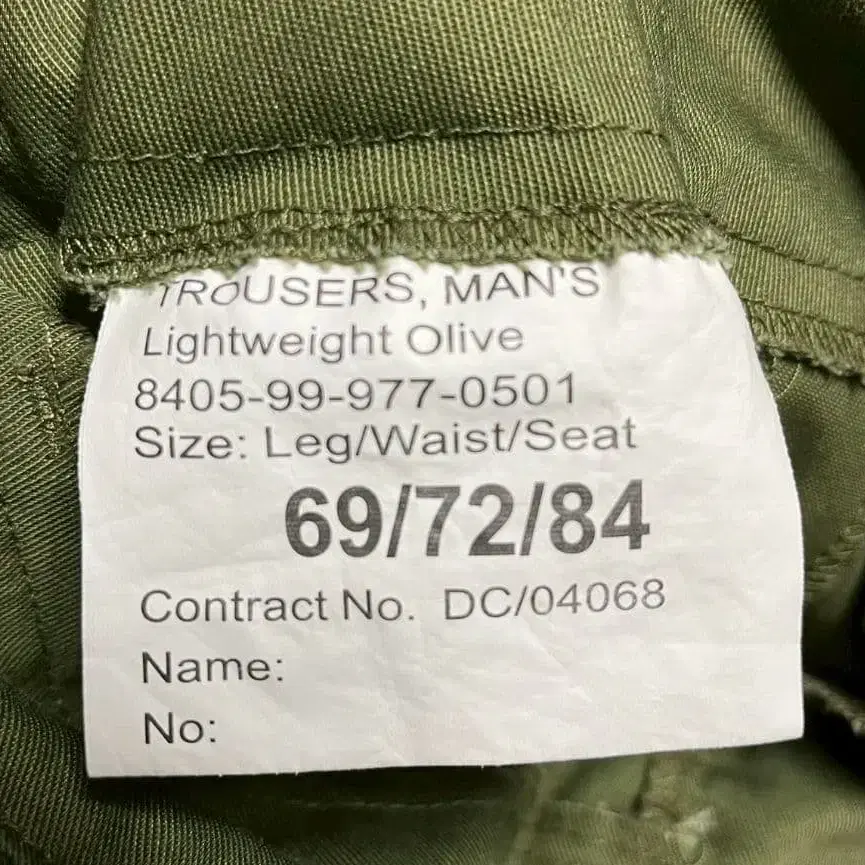 TROUSERS, MAN'S
Lightweight Olive
8405-99-977-0501
Size: Leg/Waist/Seat
69/72/84
Contract No. DC/04068
Name:
No: